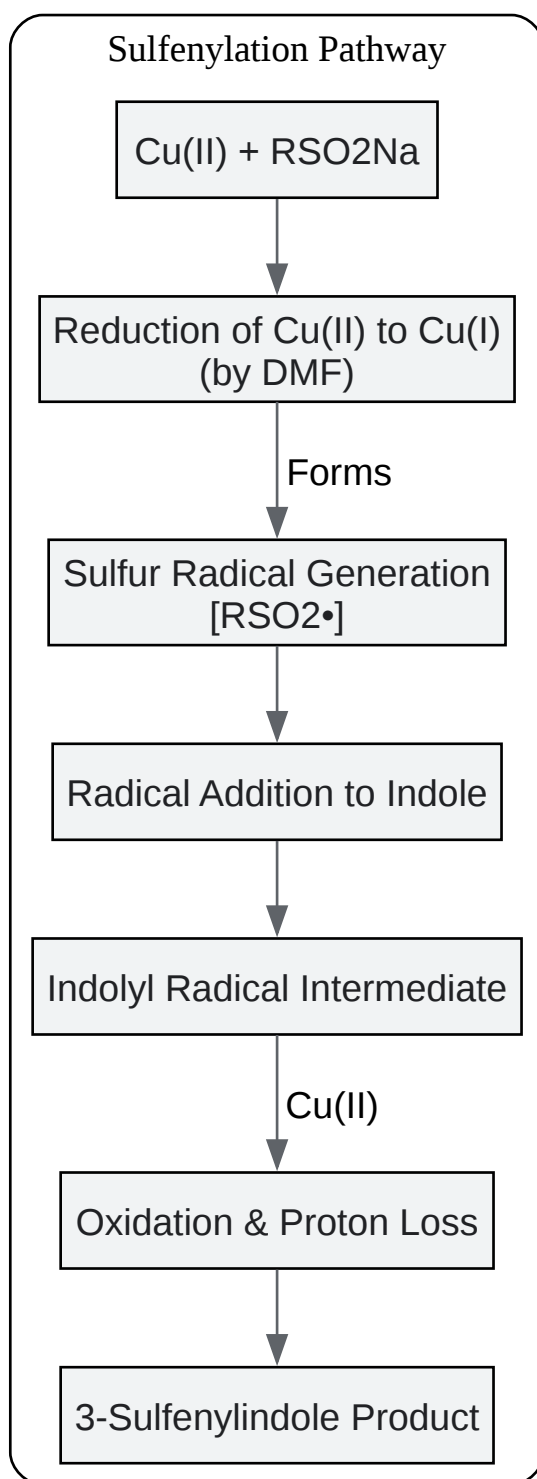 Sulfenylation Pathway
Cu(II) + RSO2Na
Reduction of Cu(II) to Cu(I)
(by DMF)
Forms
Sulfur Radical Generation
[RSO2•]
Radical Addition to Indole
Indolyl Radical Intermediate
Cu(II)
Oxidation & Proton Loss
3-Sulfenylindole Product